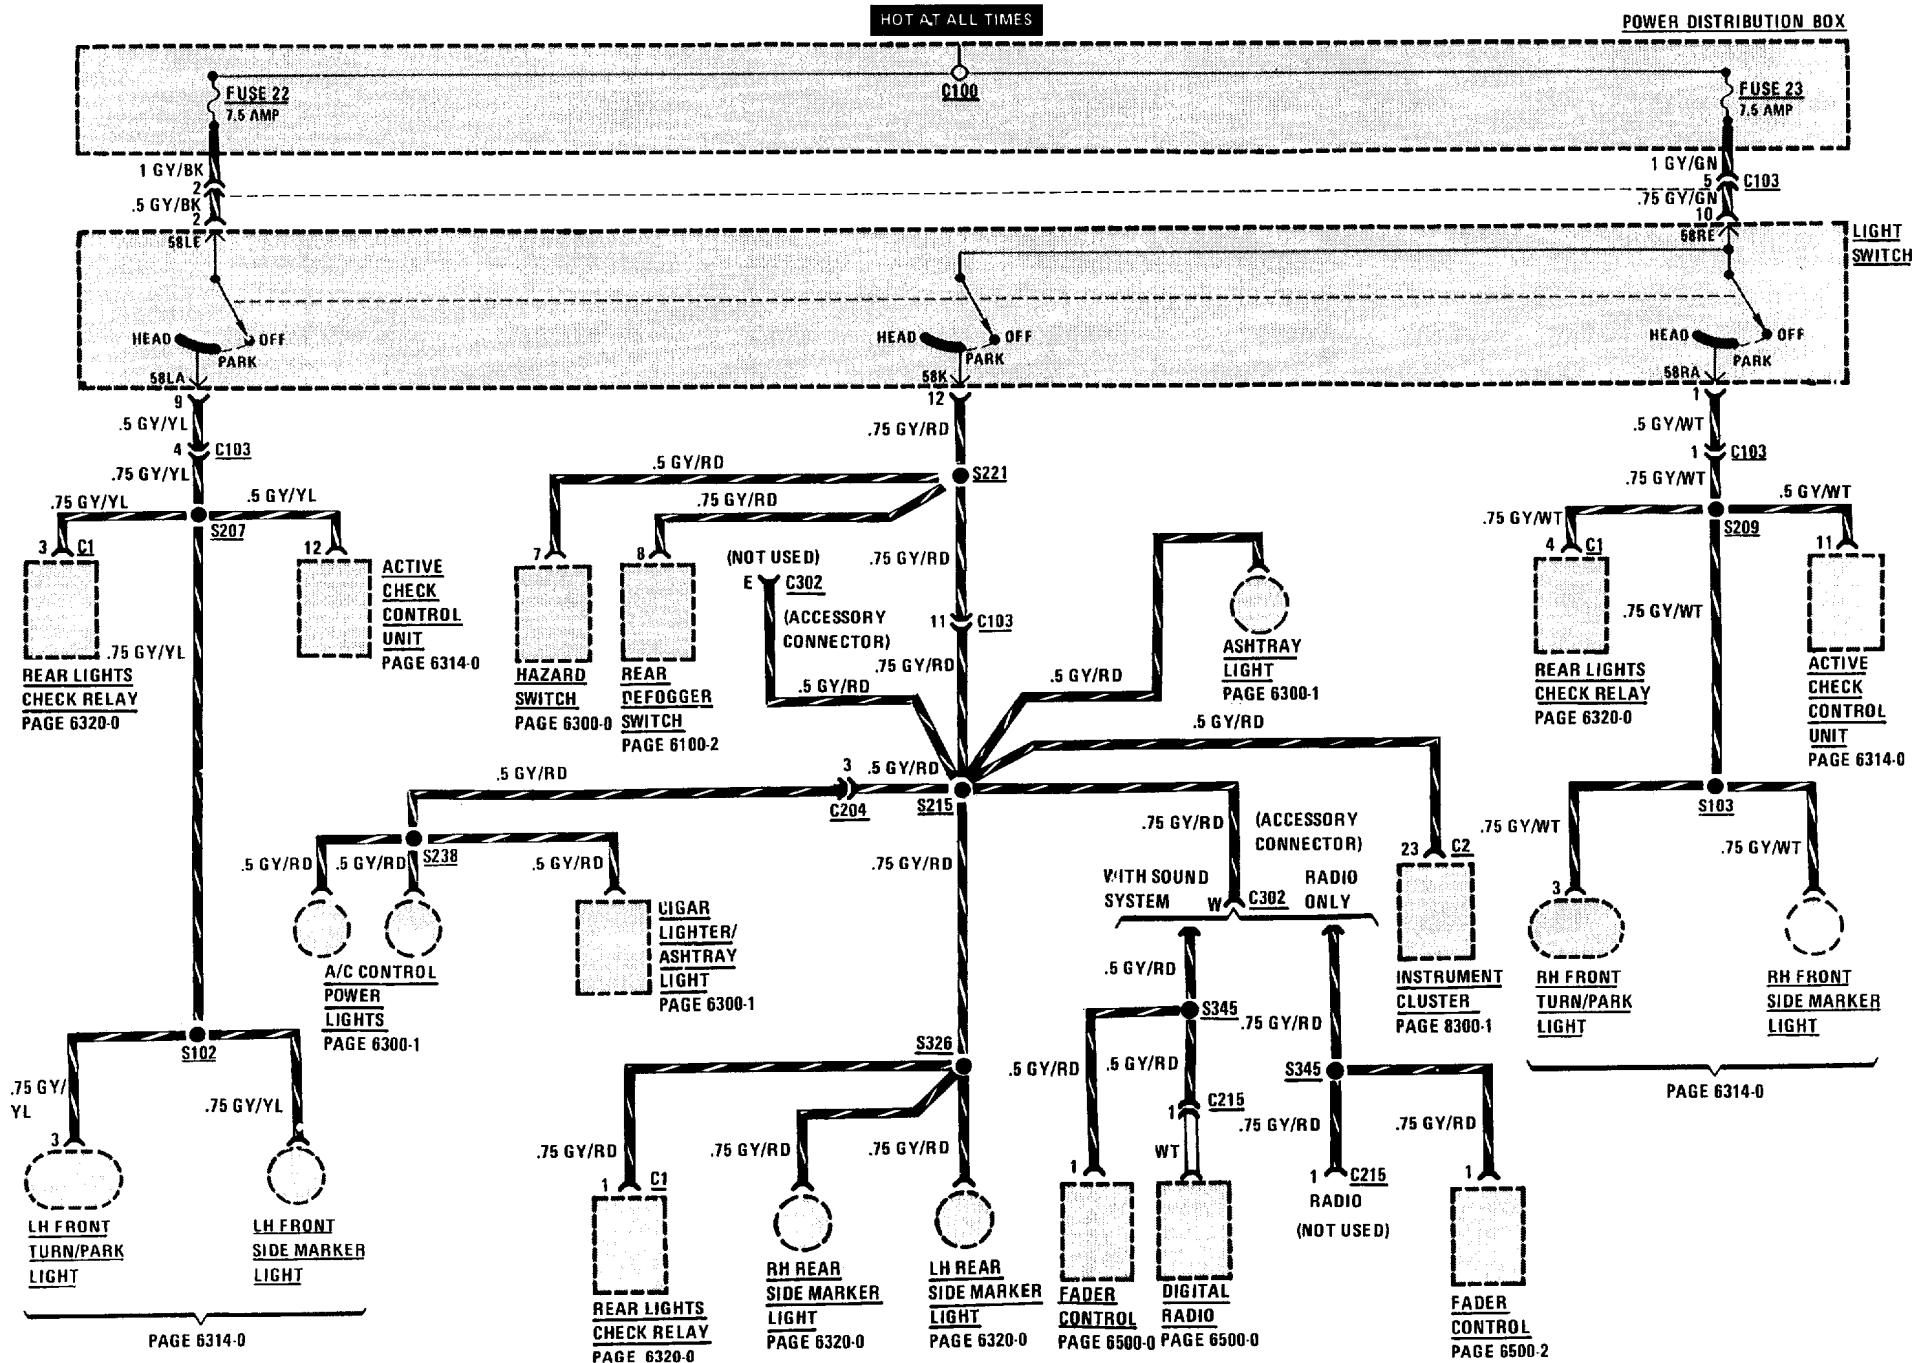 HOT AT ALL TIMES
POWER DISTRIBUTION BOX
FUSE 22
7.5 AMP
C100
FUSE 23
7.5 AMP
1 GY/BK
2
.5 GY/BK
2
1 GY/GN
5
C103
.75 GY/GN
10
58LE
58RE
LIGHT
SWITCH
HEAD
OFF
PARK
58LA
HEAD
OFF
PARK
58K
HEAD
OFF
PARK
58RA
9
.5 GY/YL
4
C103
.75 GY/YL
12
.75 GY/RD
1
.5 GY/WT
1
C103
.75 GY/WT
.75 GY/YL
.5 GY/YL
S207
3
C1
12
REAR LIGHTS
CHECK RELAY
PAGE 6320-0
ACTIVE
CHECK
CONTROL
UNIT
PAGE 6314-0
.75 GY/YL
.5 GY/RD
S221
.75 GY/RD
7
HAZARD
SWITCH
PAGE 6300-0
8
REAR
DEFOGGER
SWITCH
PAGE 6100-2
(NOT USED)
E
C302
(ACCESSORY
CONNECTOR)
.5 GY/RD
.75 GY/RD
11
C103
.75 GY/RD
.5 GY/RD
ASHTRAY
LIGHT
PAGE 6300-1
.5 GY/RD
.75 GY/WT
.5 GY/WT
S209
4
C1
11
REAR LIGHTS
CHECK RELAY
PAGE 6320-0
.75 GY/WT
ACTIVE
CHECK
CONTROL
UNIT
PAGE 6314-0
.5 GY/RD
3
C204
.5 GY/RD
S215
S238
.5 GY/RD
.5 GY/RD
.5 GY/RD
A/C CONTROL
POWER
LIGHTS
PAGE 6300-1
CIGAR
LIGHTER/
ASHTRAY
LIGHT
PAGE 6300-1
.75 GY/RD
.75 GY/RD
(ACCESSORY
CONNECTOR)
WITH SOUND
SYSTEM
W
C302
RADIO
ONLY
23
C2
INSTRUMENT
CLUSTER
PAGE 8300-1
S103
.75 GY/WT
.75 GY/WT
3
RH FRONT
TURN/PARK
LIGHT
RH FRONT
SIDE MARKER
LIGHT
PAGE 6314-0
S102
.75 GY/
YL
.75 GY/YL
3
LH FRONT
TURN/PARK
LIGHT
LH FRONT
SIDE MARKER
LIGHT
PAGE 6314-0
S326
.75 GY/RD
.75 GY/RD
.75 GY/RD
1
C1
REAR LIGHTS
CHECK RELAY
PAGE 6320-0
RH REAR
SIDE MARKER
LIGHT
PAGE 6320-0
LH REAR
SIDE MARKER
LIGHT
PAGE 6320-0
.5 GY/RD
S345
.5 GY/RD
.5 GY/RD
1
C215
WT
1
FADER
CONTROL
PAGE 6500-0
DIGITAL
RADIO
PAGE 6500-0
.75 GY/RD
S345
.75 GY/RD
.75 GY/RD
1
C215
RADIO
(NOT USED)
1
FADER
CONTROL
PAGE 6500-2